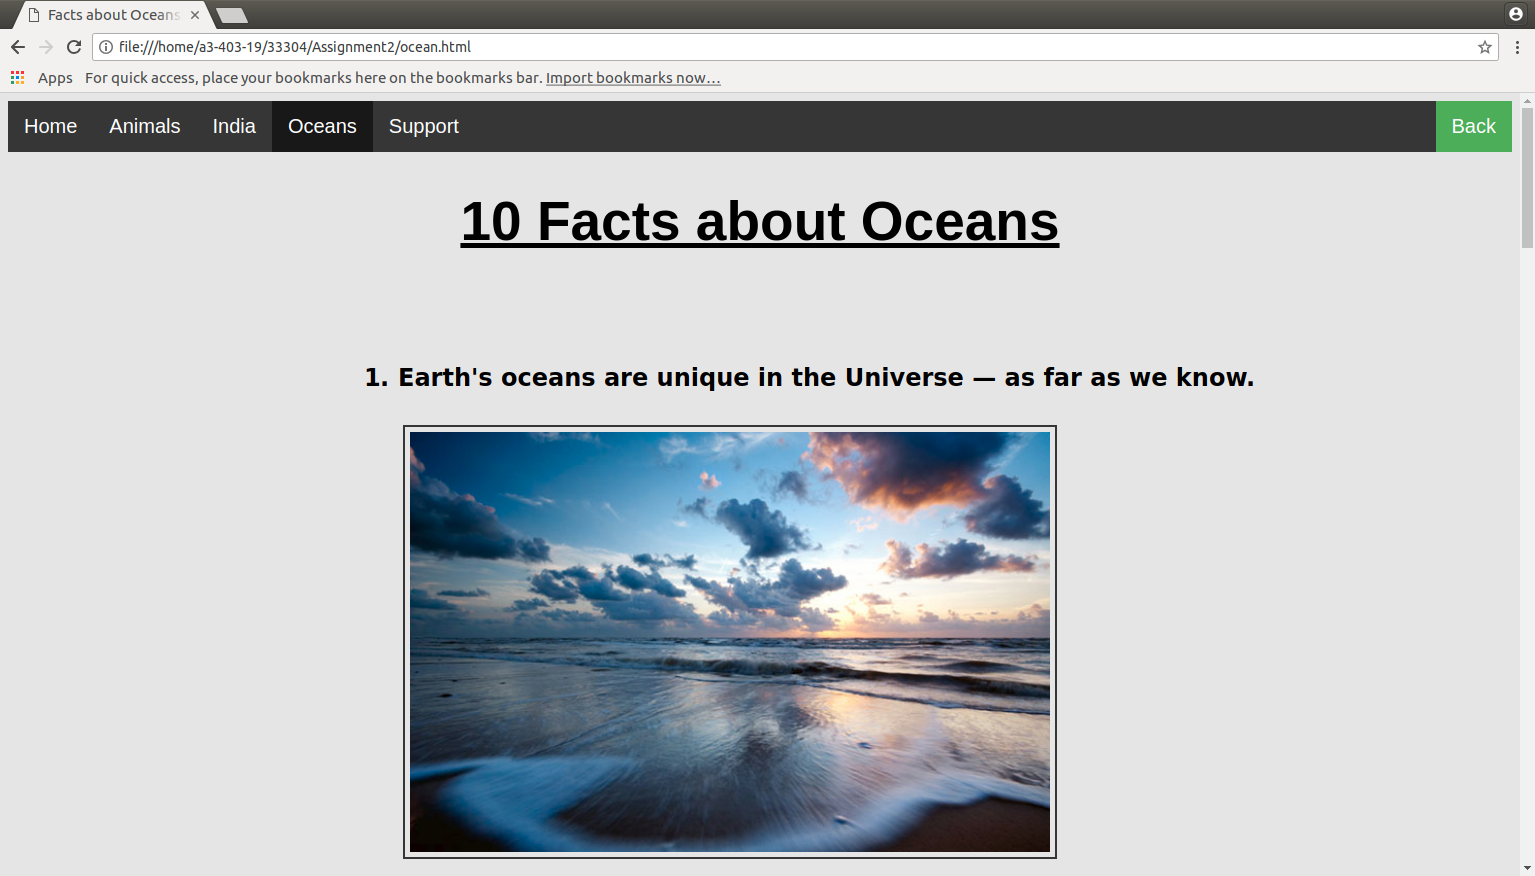 Facts about Oceans
file:///home/a3-403-19/33304/Assignment2/ocean.html
Apps For quick access, place your bookmarks here on the bookmarks bar. Import bookmarks now...
Home Animals India Oceans Support Back
10 Facts about Oceans
1. Earth's oceans are unique in the Universe — as far as we know.